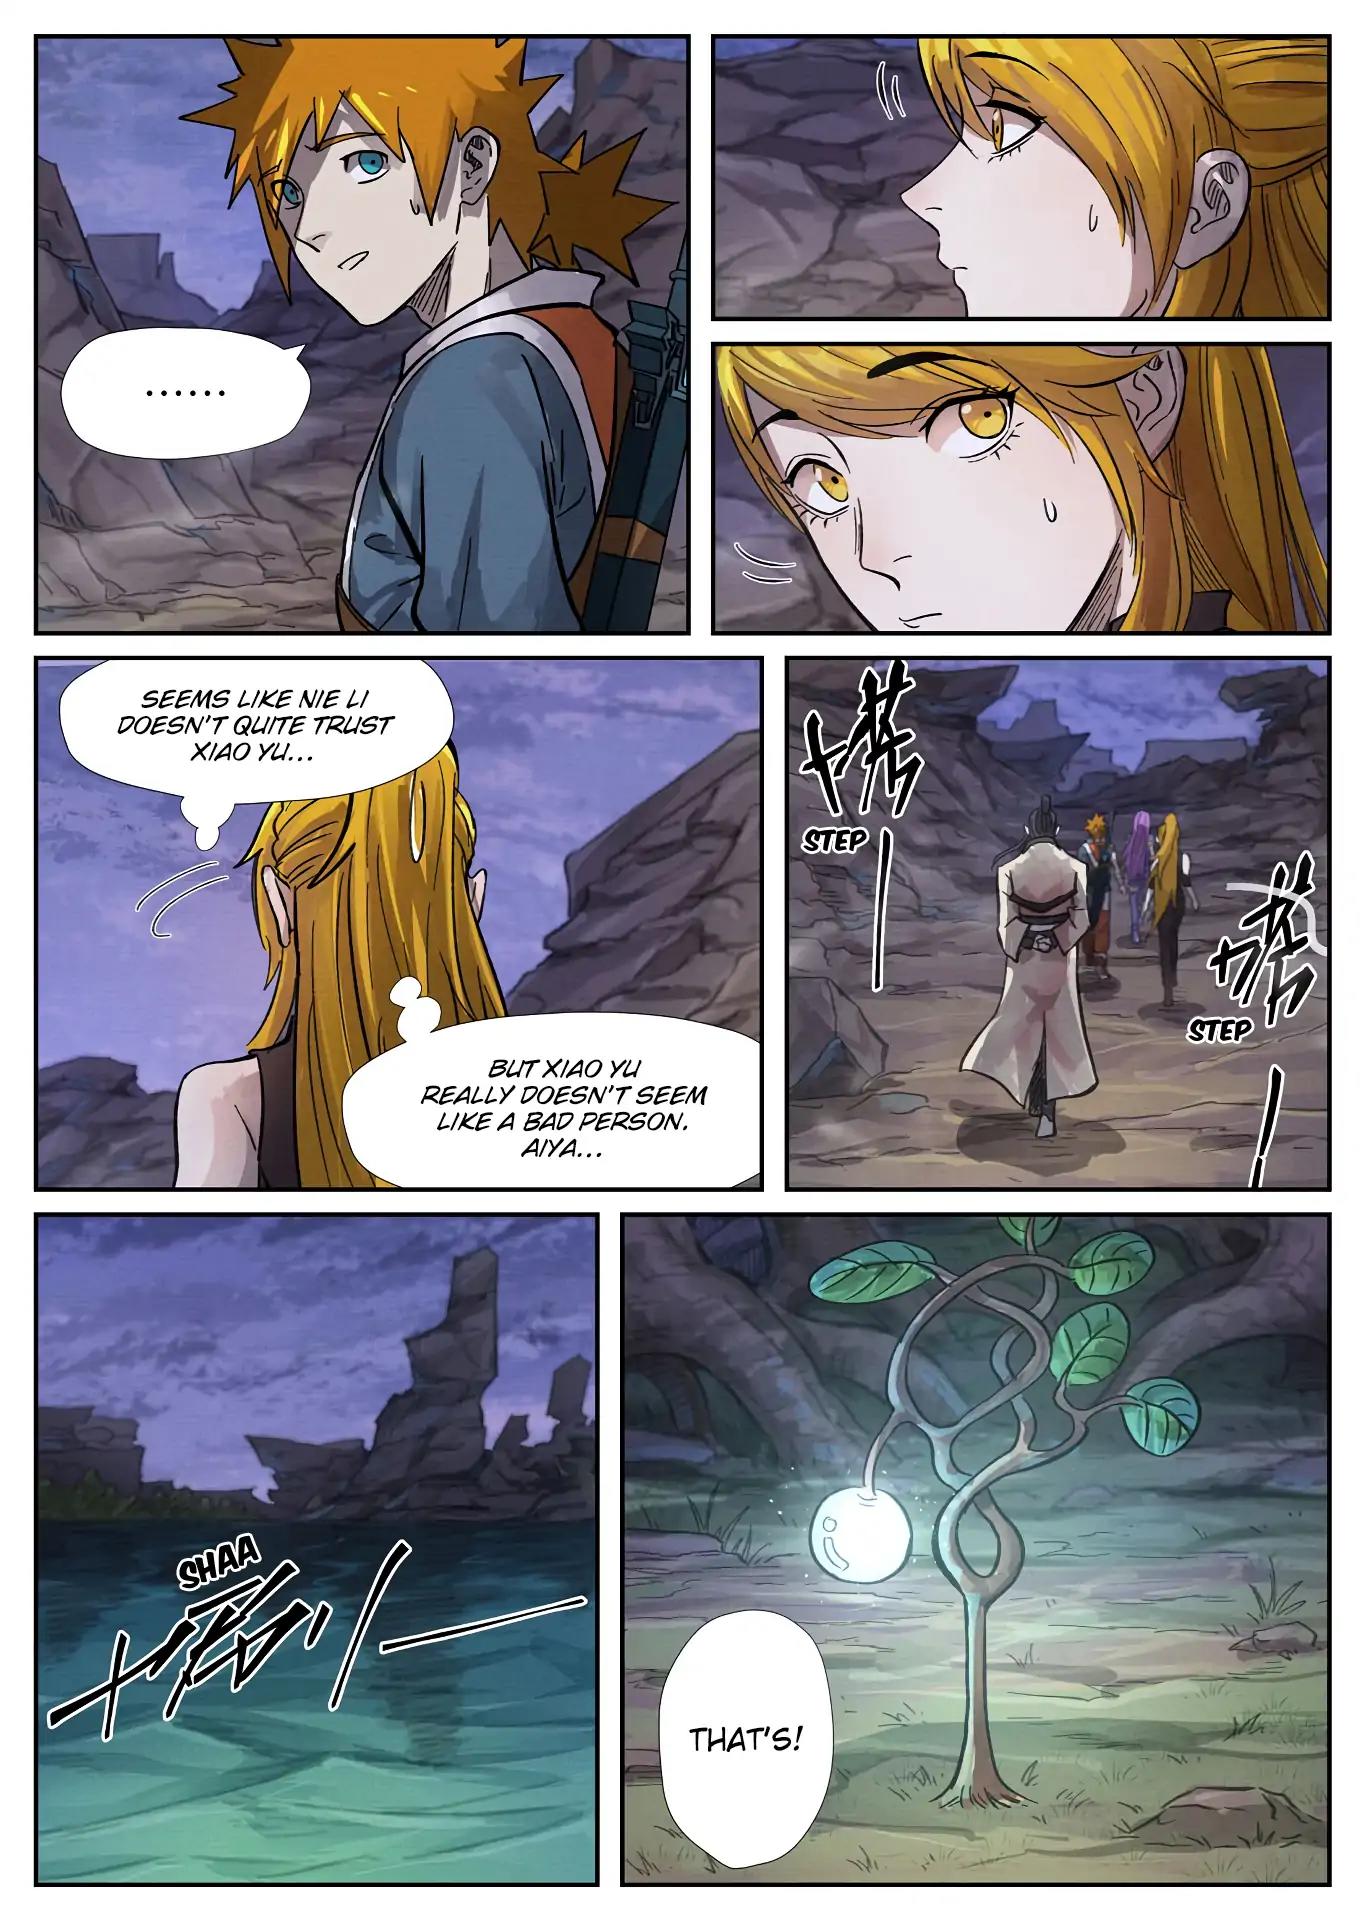 ......
SEEMS LIKE NIE LI
DOESN'T QUITE TRUST
XIAO YU...
BUT XIAO YU
REALLY DOESN'T SEEM
LIKE A BAD PERSON.
AIYA...
STEP
STEP
SHAA
THAT'S!